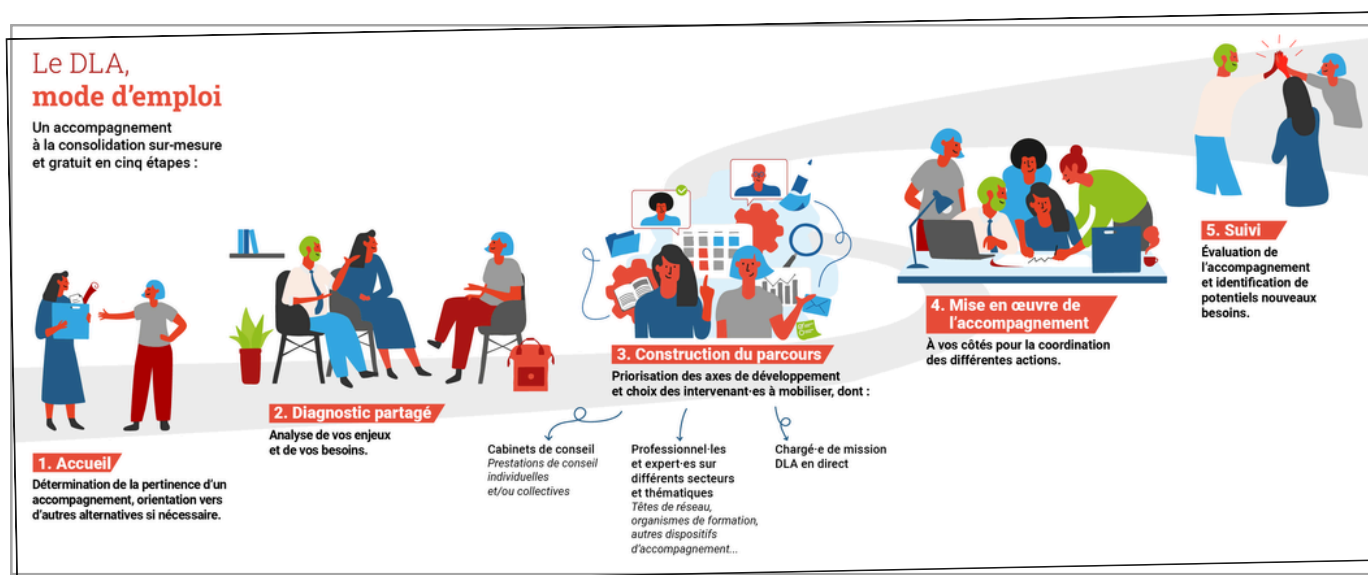 Le DLA,
mode d'emploi
Un accompagnement
à la consolidation sur-mesure
et gratuit en cinq étapes :
1. Accueil
Détermination de la pertinence d'un
accompagnement, orientation vers
d'autres alternatives si nécessaire.
2. Diagnostic partagé
Analyse de vos enjeux
et de vos besoins.
3. Construction du parcours
Priorisation des axes de développement
et choix des intervenant·es à mobiliser, dont :
Cabinets de conseil
Prestations de conseil
individuelles
et/ou collectives
Professionnel·les
et expert·es sur
différents secteurs
et thématiques
Têtes de réseau,
organismes de formation,
autres dispositifs
d'accompagnement...
Chargé·e de mission
DLA en direct
4. Mise en œuvre de
l'accompagnement
À vos côtés pour la coordination
des différentes actions.
5. Suivi
Évaluation de
l'accompagnement
et identification de
potentiels nouveaux
besoins.